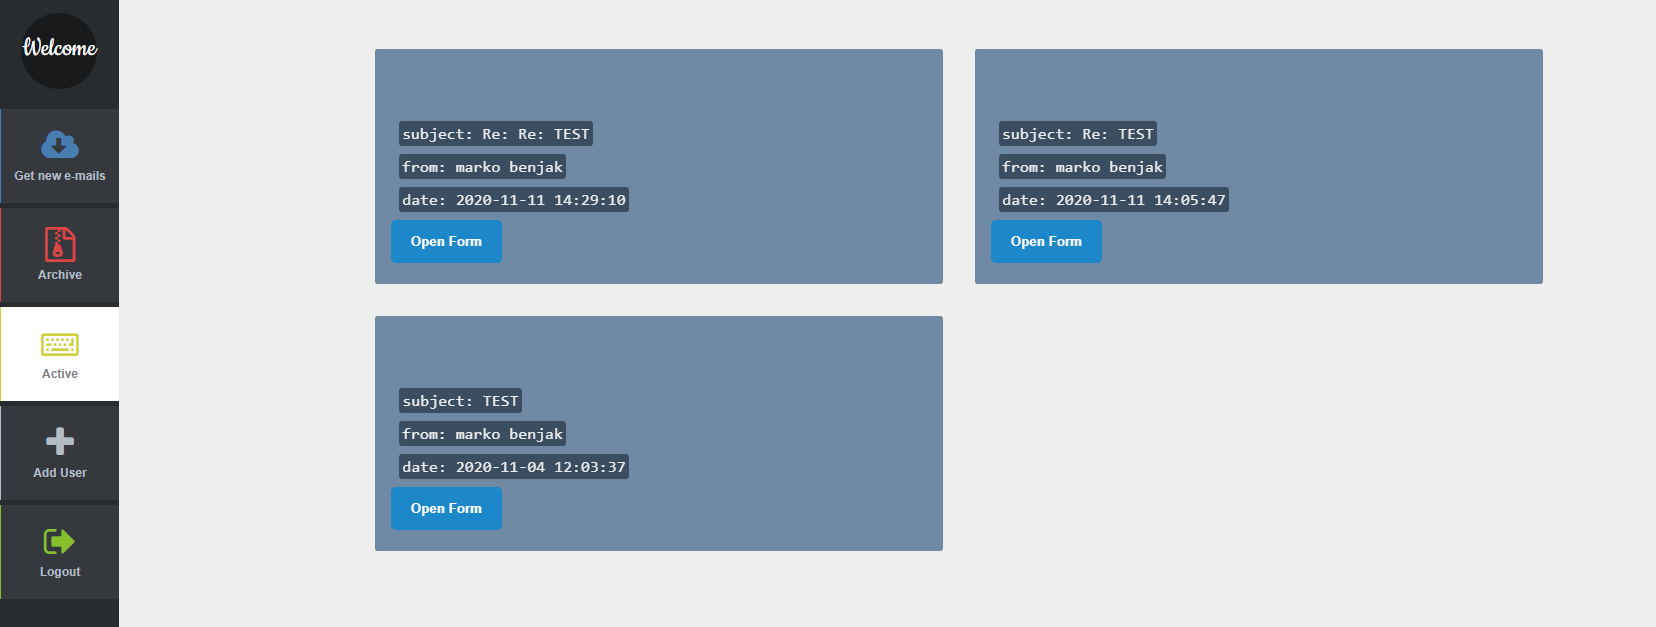 Welcome
Get new e-mails
Archive
Active
Add User
Logout
subject: Re: Re: TEST
from: marko benjak
date: 2020-11-11 14:29:10
Open Form
subject: Re: TEST
from: marko benjak
date: 2020-11-11 14:05:47
Open Form
subject: TEST
from: marko benjak
date: 2020-11-04 12:03:37
Open Form